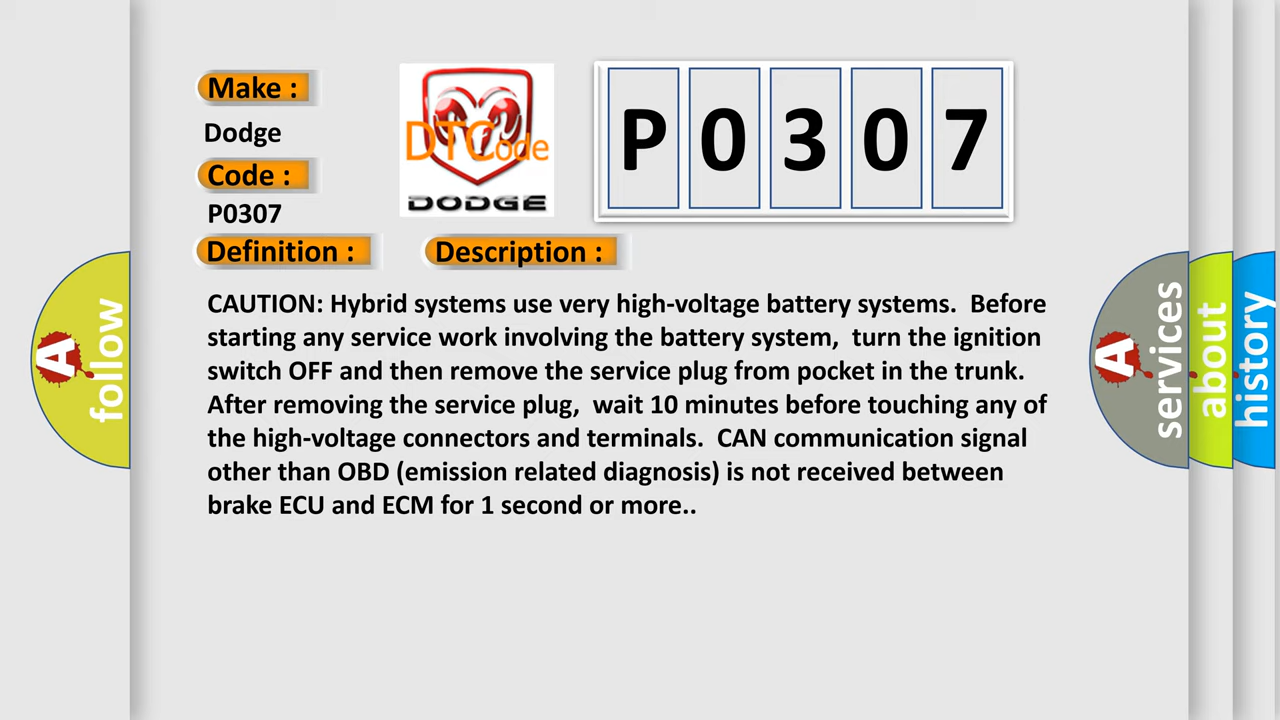 Make :
Dodge
Code :
P0307
DTCode
DODGE
P0307
Definition :
Description :
CAUTION: Hybrid systems use very high-voltage battery systems. Before
starting any service work involving the battery system, turn the ignition
switch OFF and then remove the service plug from pocket in the trunk.
After removing the service plug, wait 10 minutes before touching any of
the high-voltage connectors and terminals. CAN communication signal
other than OBD (emission related diagnosis) is not received between
brake ECU and ECM for 1 second or more..
A
follow
A
services
about
history